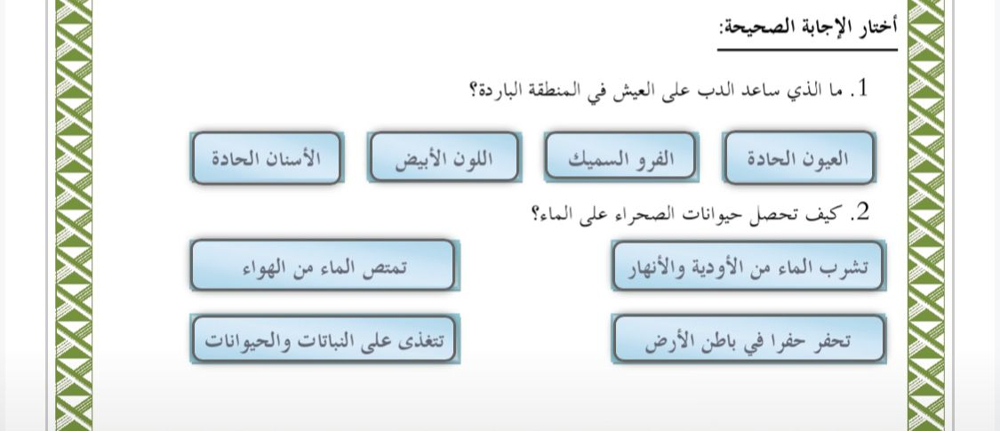 أختار الإجابة الصحيحة:
1. ما الذي ساعد الدب على العيش في المنطقة الباردة؟
العيون الحادة
الفرو السميك
اللون الأبيض
الأسنان الحادة
2. كيف تحصل حيوانات الصحراء على الماء؟
تشرب الماء من الأودية والأنهار
تمتص الماء من الهواء
تحفر حفرا في باطن الأرض
تتغذى على النباتات والحيوانات